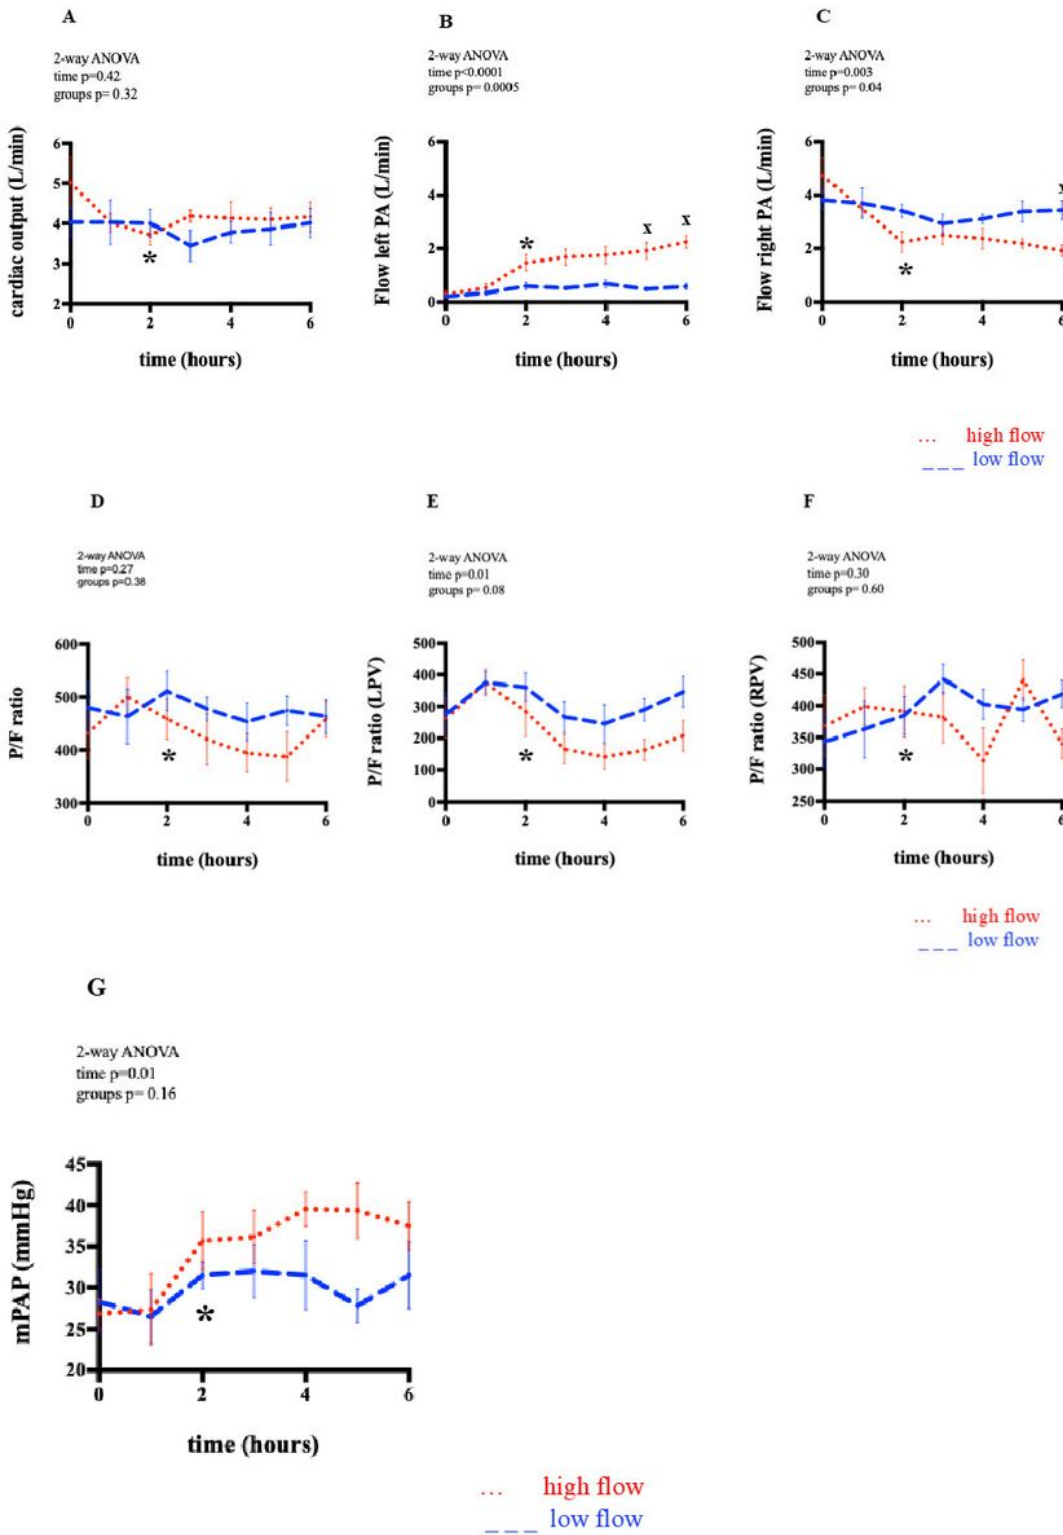 A
2-way ANOVA
time p=0.42
groups p= 0.32
cardiac output (L/min)
6
5
4
3
2
0 2 4 6
time (hours)
*
B
2-way ANOVA
time p<0.0001
groups p= 0.0005
Flow left PA (L/min)
6
4
2
0
0 2 4 6
time (hours)
*
x x
C
2-way ANOVA
time p=0.003
groups p= 0.04
Flow right PA (L/min)
6
4
2
0
0 2 4 6
time (hours)
*
x
... high flow
___ low flow
D
2-way ANOVA
time p=0.27
groups p=0.38
P/F ratio
600
500
400
300
0 2 4 6
time (hours)
*
E
2-way ANOVA
time p=0.01
groups p= 0.08
P/F ratio (LPV)
500
400
300
200
100
0
0 2 4 6
time (hours)
*
F
2-way ANOVA
time p=0.30
groups p= 0.60
P/F ratio (RPV)
500
450
400
350
300
250
0 2 4 6
time (hours)
*
... high flow
___ low flow
G
2-way ANOVA
time p=0.01
groups p= 0.16
mPAP (mmHg)
45
40
35
30
25
20
0 2 4 6
time (hours)
*
... high flow
___ low flow